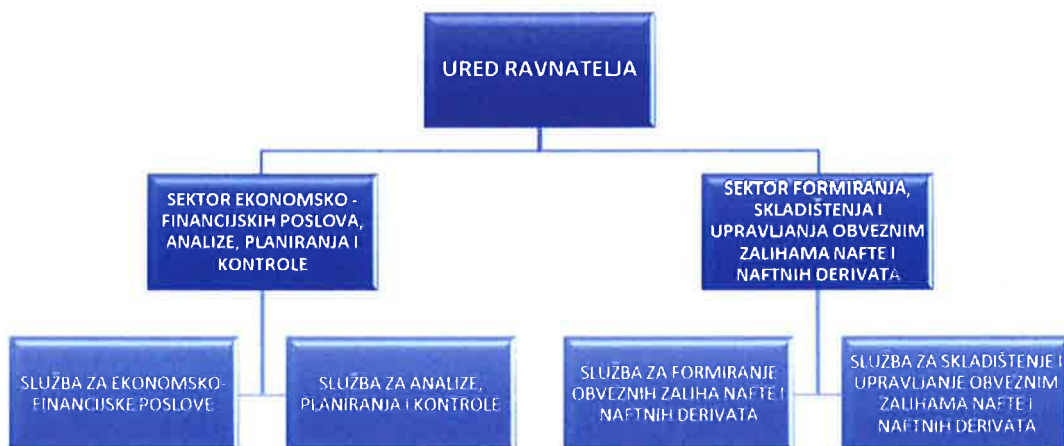 URED RAVNATELJA
SEKTOR EKONOMSKO -
FINANCIJSKIH POSLOVA,
ANALIZE, PLANIRANJA I
KONTROLE
SEKTOR FORMIRANJA,
SKLADIŠTENJA I
UPRAVLJANJA OBVEZNIM
ZALIHAMA NAFTE I
NAFTNIH DERIVATA
SLUŽBA ZA EKONOMSKO-
FINANCIJSKE POSLOVE
SLUŽBA ZA ANALIZE,
PLANIRANJA I KONTROLE
SLUŽBA ZA FORMIRANJE
OBVEZNIH ZALIHA NAFTE I
NAFTNIH DERIVATA
SLUŽBA ZA SKLADIŠTENJE I
UPRAVLJANJE OBVEZNIM
ZALIHAMA NAFTE I
NAFTNIH DERIVATA